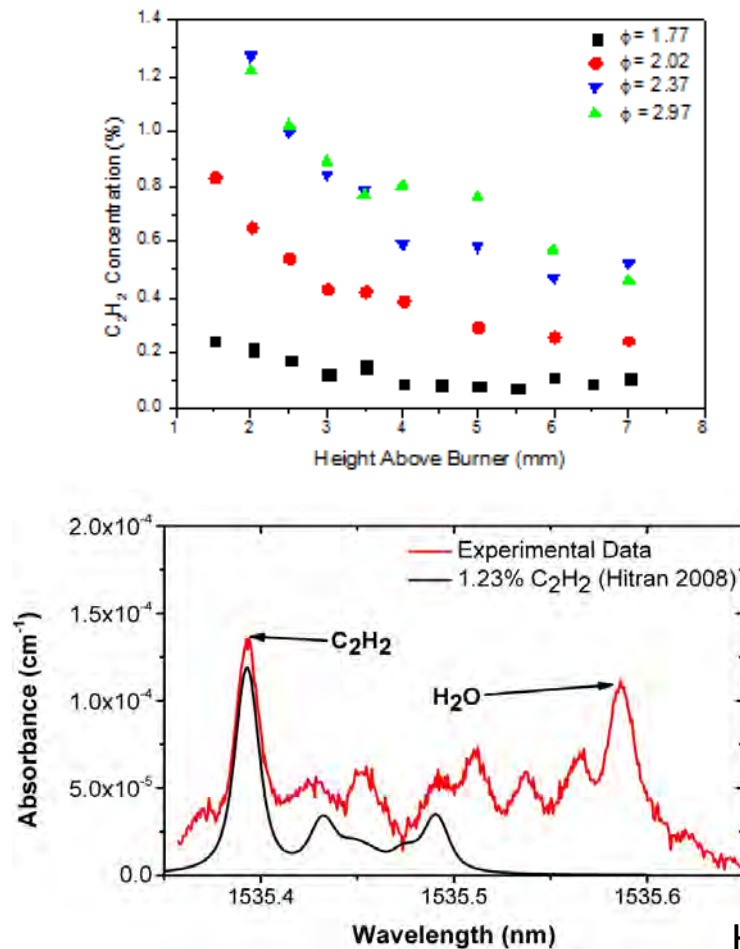 1.4
1.2
1.0
0.8
0.6
0.4
0.2
0.0
C₂H₂ Concentration (%)
ϕ= 1.77
ϕ= 2.02
ϕ= 2.37
ϕ= 2.97
1 2 3 4 5 6 7 8
Height Above Burner (mm)
2.0x10⁻⁴
1.5x10⁻⁴
1.0x10⁻⁴
5.0x10⁻⁵
0.0
Absorbance (cm⁻¹)
Experimental Data
1.23% C₂H₂ (Hitran 2008)
C₂H₂
H₂O
1535.4 1535.5 1535.6
Wavelength (nm)